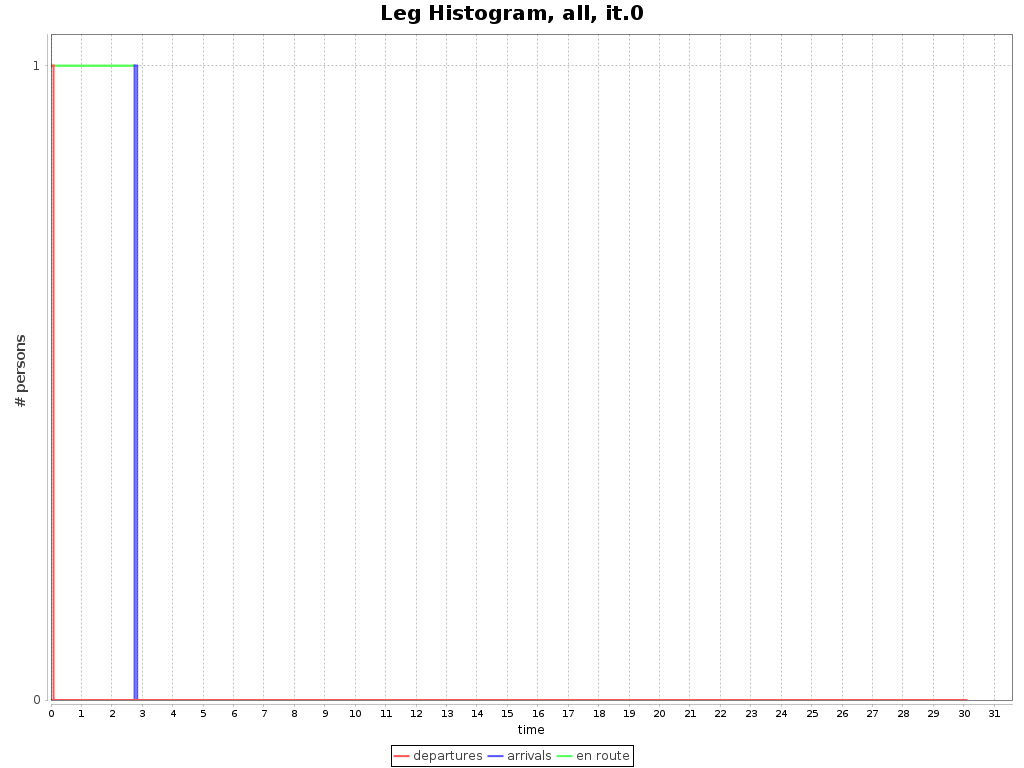 Leg Histogram, all, it.0
1
# persons
0
0 1 2 3 4 5 6 7 8 9 10 11 12 13 14 15 16 17 18 19 20 21 22 23 24 25 26 27 28 29 30 31
time
departures arrivals en route